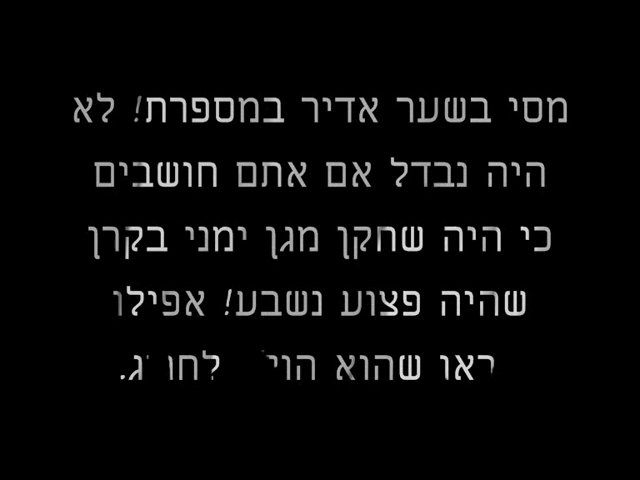 מסי בשער אדיר במספרת! לא
היה נבדל אם אתם חושבים
כי היה שחקן מגן ימני בקרן
שהיה פצוע נשבע! אפילו
שהוא